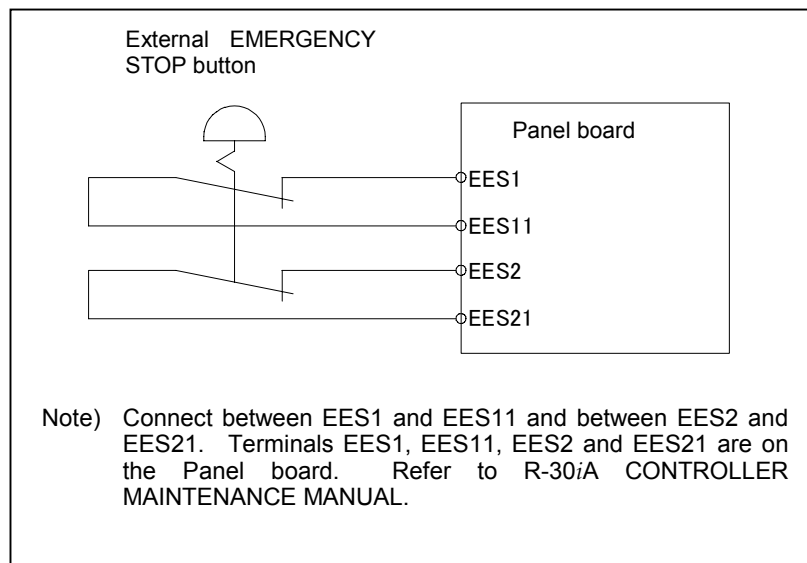 External EMERGENCY
STOP button
Panel board
EES1
EES11
EES2
EES21
Note) Connect between EES1 and EES11 and between EES2 and
EES21. Terminals EES1, EES11, EES2 and EES21 are on
the Panel board. Refer to R-30iA CONTROLLER
MAINTENANCE MANUAL.